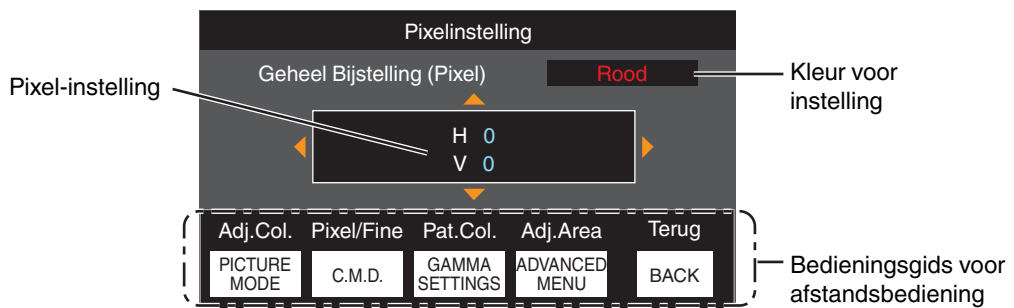 Pixelinstelling
Geheel Bijstelling (Pixel) Rood
Kleur voor
instelling
Pixel-instelling
H 0
V 0
Adj.Col. Pixel/Fine Pat.Col. Adj.Area Terug
PICTURE
MODE
C.M.D.
GAMMA
SETTINGS
ADVANCED
MENU
BACK
Bedieningsgids voor
afstandsbediening